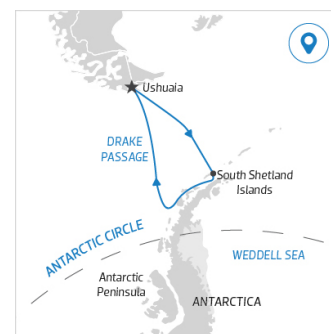 Ushuaia
DRAKE
PASSAGE
South Shetland
Islands
ANTARCTIC CIRCLE
WEDDELL SEA
Antarctic
Peninsula
ANTARCTICA